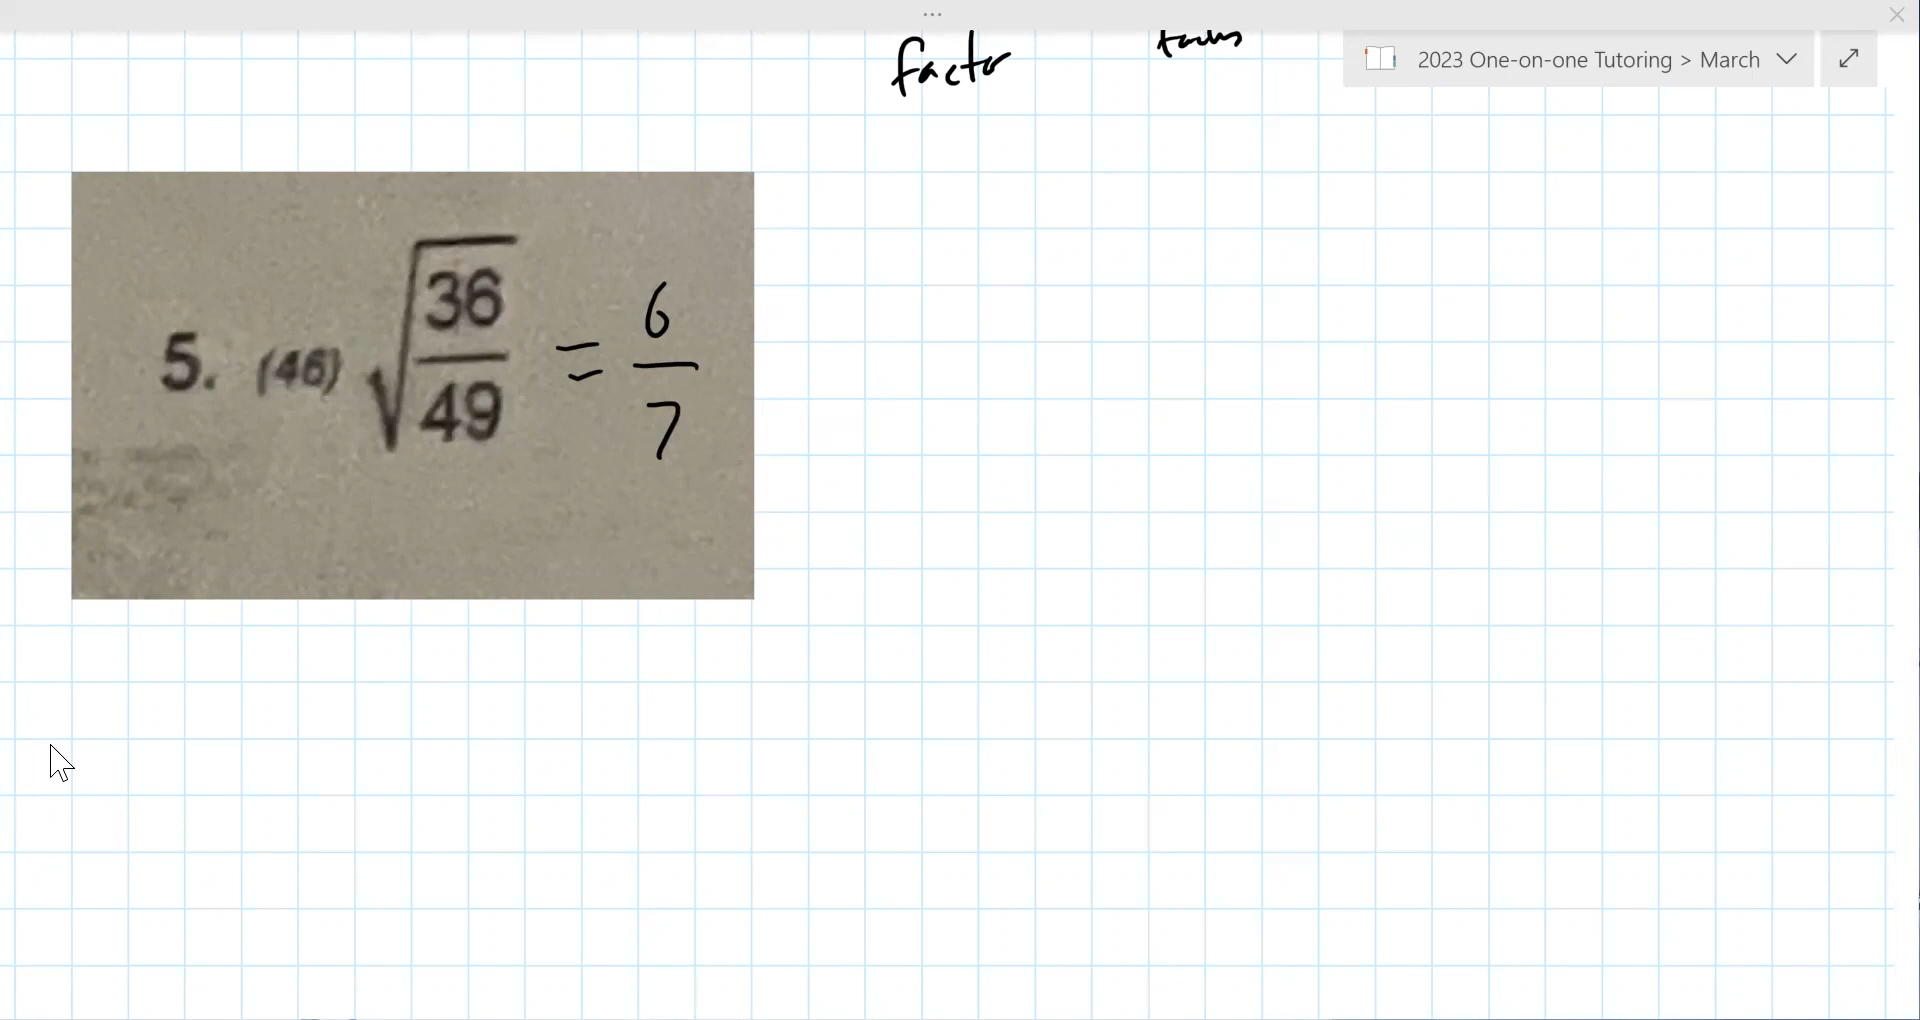 factor
2023 One-on-one Tutoring > March
5. (46) √(36/49) = 6/7